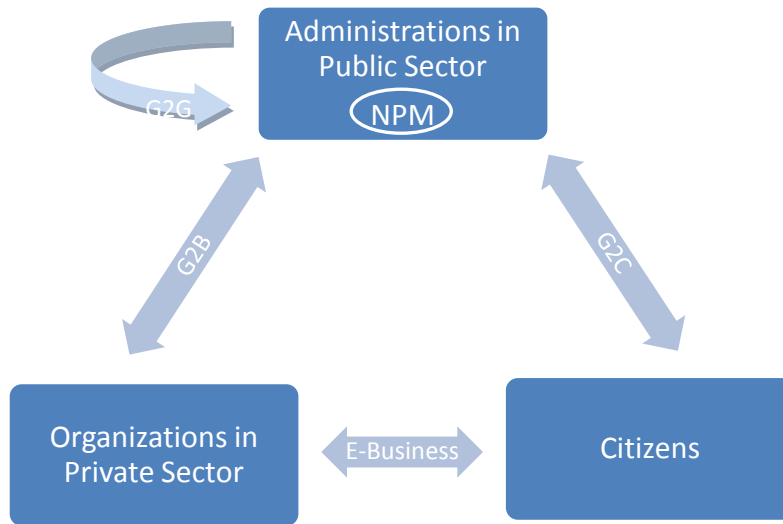 Administrations in
Public Sector
NPM
G2G
G2B
G2C
Organizations in
Private Sector
E-Business
Citizens